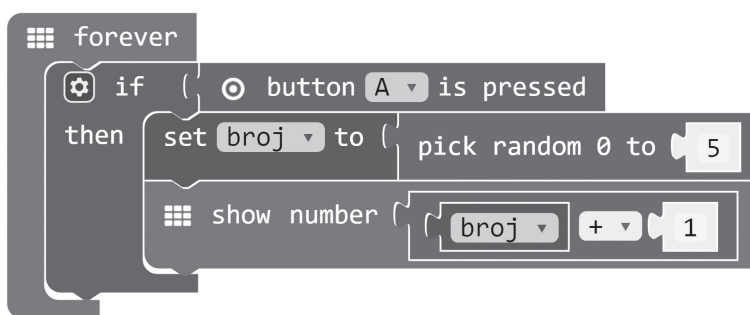 forever
if button A is pressed
then set broj to pick random 0 to 5
show number broj + 1